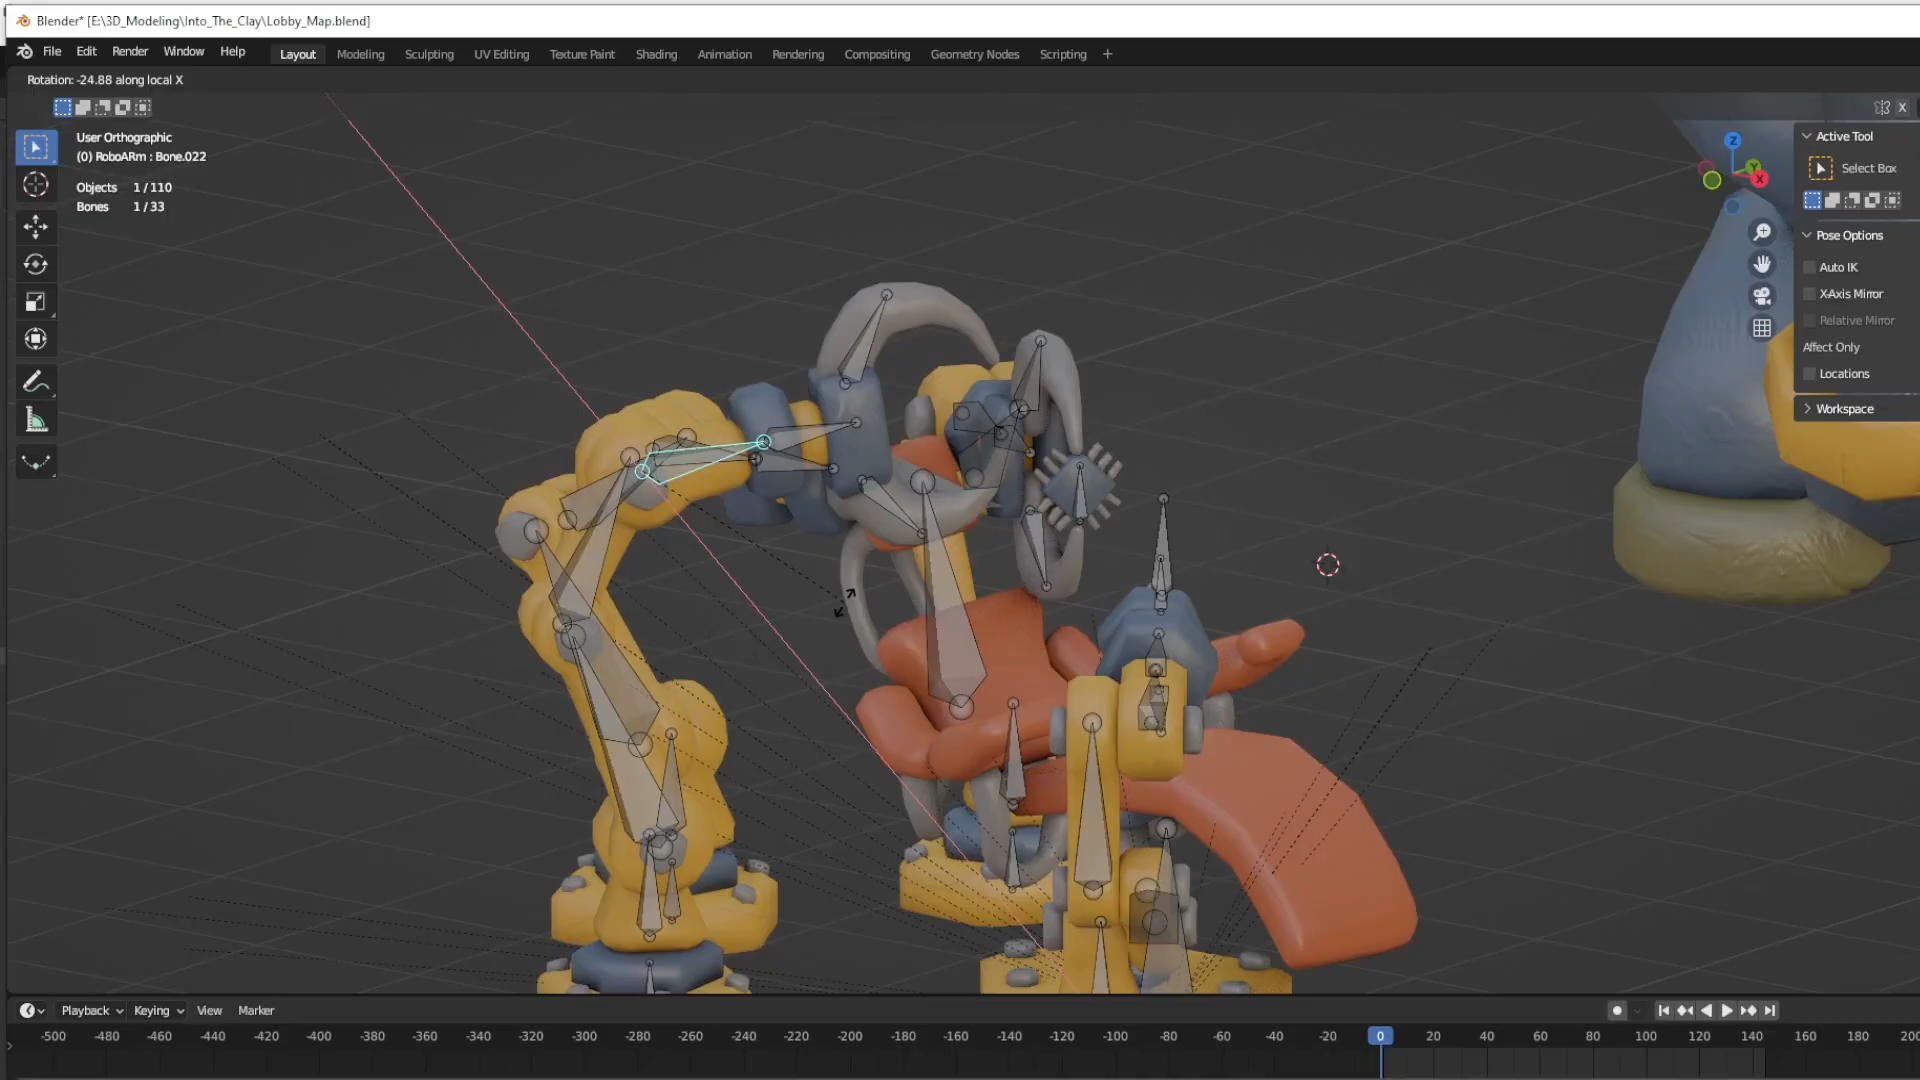 Blender* [E:\3D_Modeling\Into_The_Clay\Lobby_Map.blend]
File Edit Render Window Help Layout Modeling Sculpting UV Editing Texture Paint Shading Animation Rendering Compositing Geometry Nodes Scripting +
Rotation: -24.88 along local X
X
User Orthographic
(0) RoboARm : Bone.022
Objects 1 / 110
Bones 1 / 33
Z
Y
X
Active Tool
Select Box
Pose Options
Auto IK
X-Axis Mirror
Relative Mirror
Affect Only
Locations
Workspace
Playback Keying View Marker
-500 -480 -460 -440 -420 -400 -380 -360 -340 -320 -300 -280 -260 -240 -220 -200 -180 -160 -140 -120 -100 -80 -60 -40 -20 0 20 40 60 80 100 120 140 160 180 200